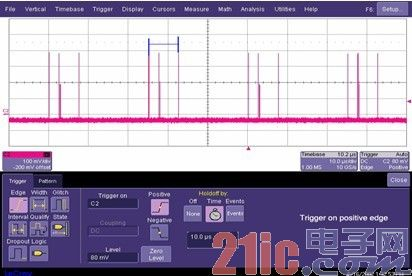 File Vertical Timebase Trigger Display Cursors Measure Math Analysis Utilities Help F6: Setup...
C2
C2
100 mV/div
-200 mV offset
Timebase 10.2 µs
10.0 µs/div
1.00 MS 10 GS/s
Trigger Auto
DC C2 80 mV
Edge Positive
Trigger Pattern Close
Edge Width Glitch
Interval Qualify State
Dropout Logic
Trigger on
C2
Coupling
DC
Level
80 mV
Positive
Negative
Zero Level
Holdoff by:
Off Time Events
None Events
10.0 µs
Trigger on positive edge
21ic.com
电子网